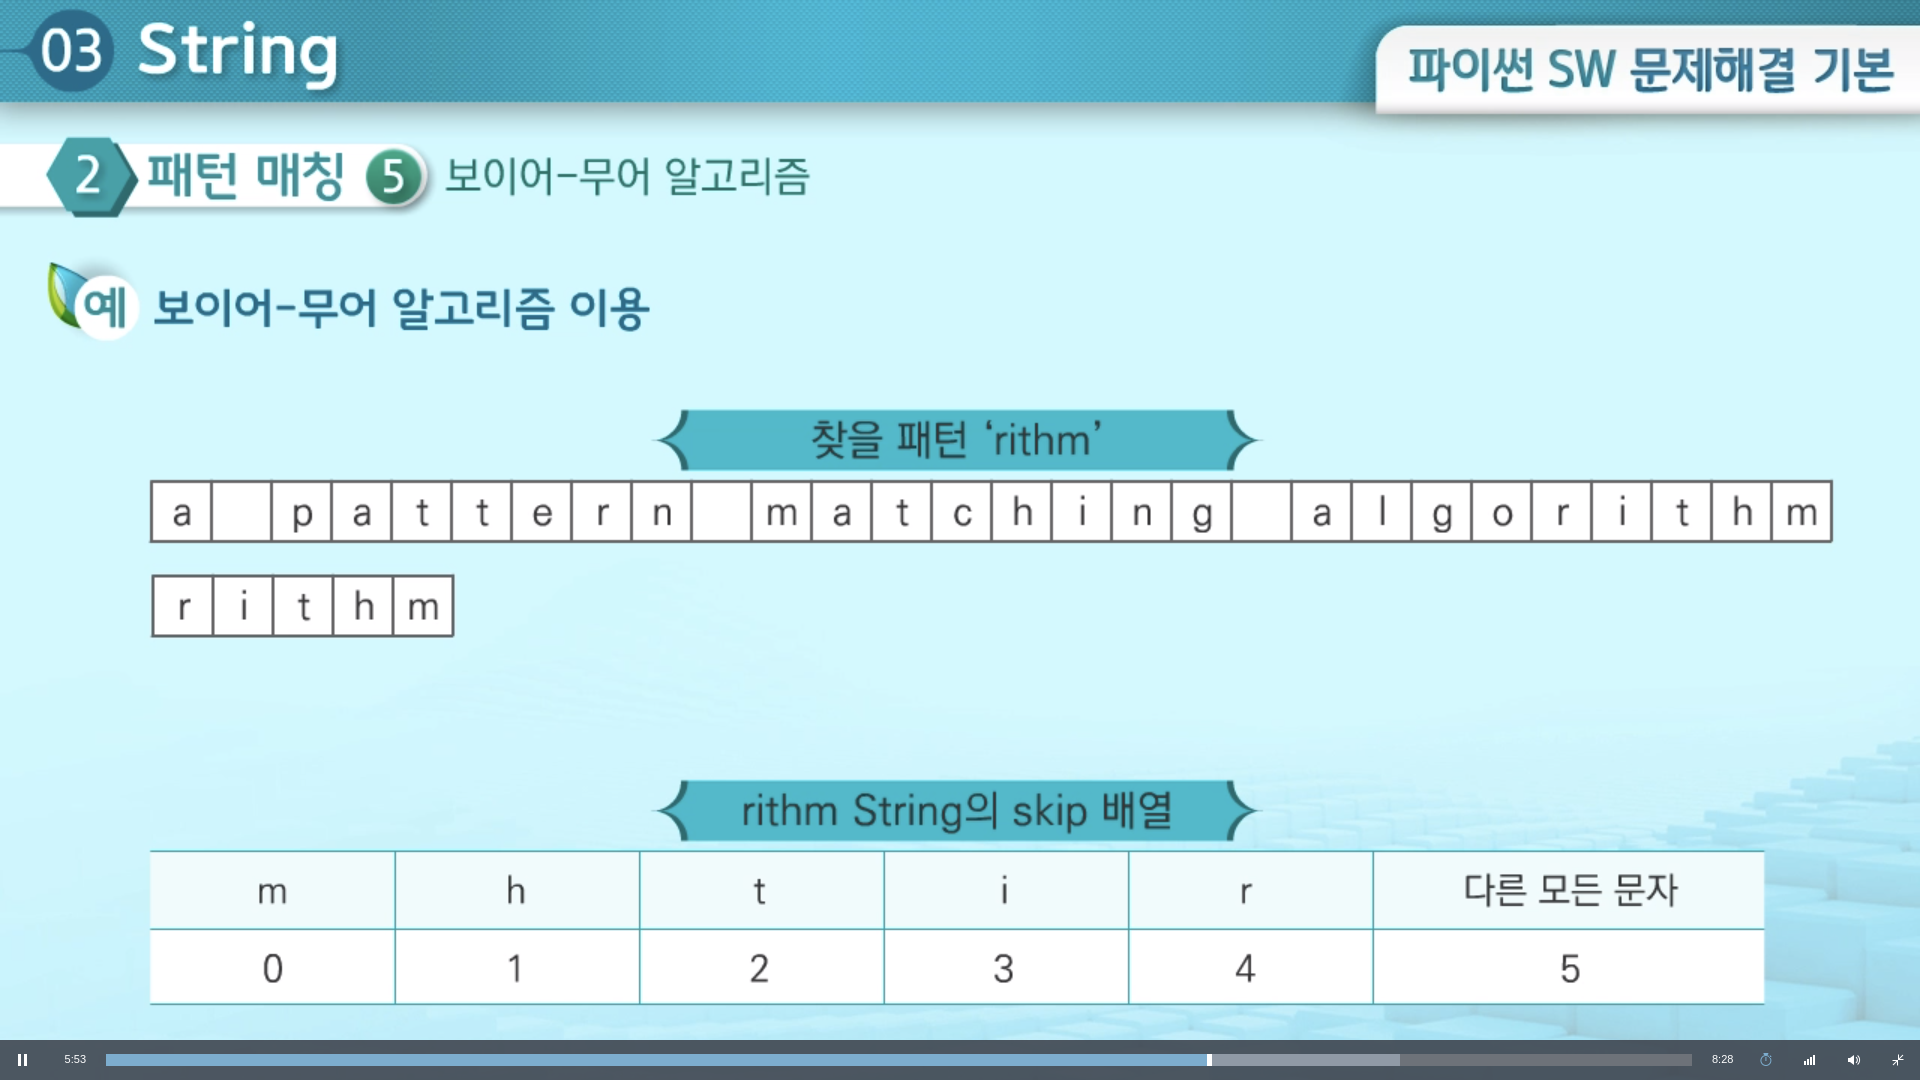 03 String
파이썬 SW 문제해결 기본
2 패턴 매칭 5 보이어-무어 알고리즘
예 보이어-무어 알고리즘 이용
찾을 패턴 ‘rithm’
a p a t t e r n m a t c h i n g a l g o r i t h m
r i t h m
rithm String의 skip 배열
m h t i r 다른 모든 문자
0 1 2 3 4 5
5:53 8:28